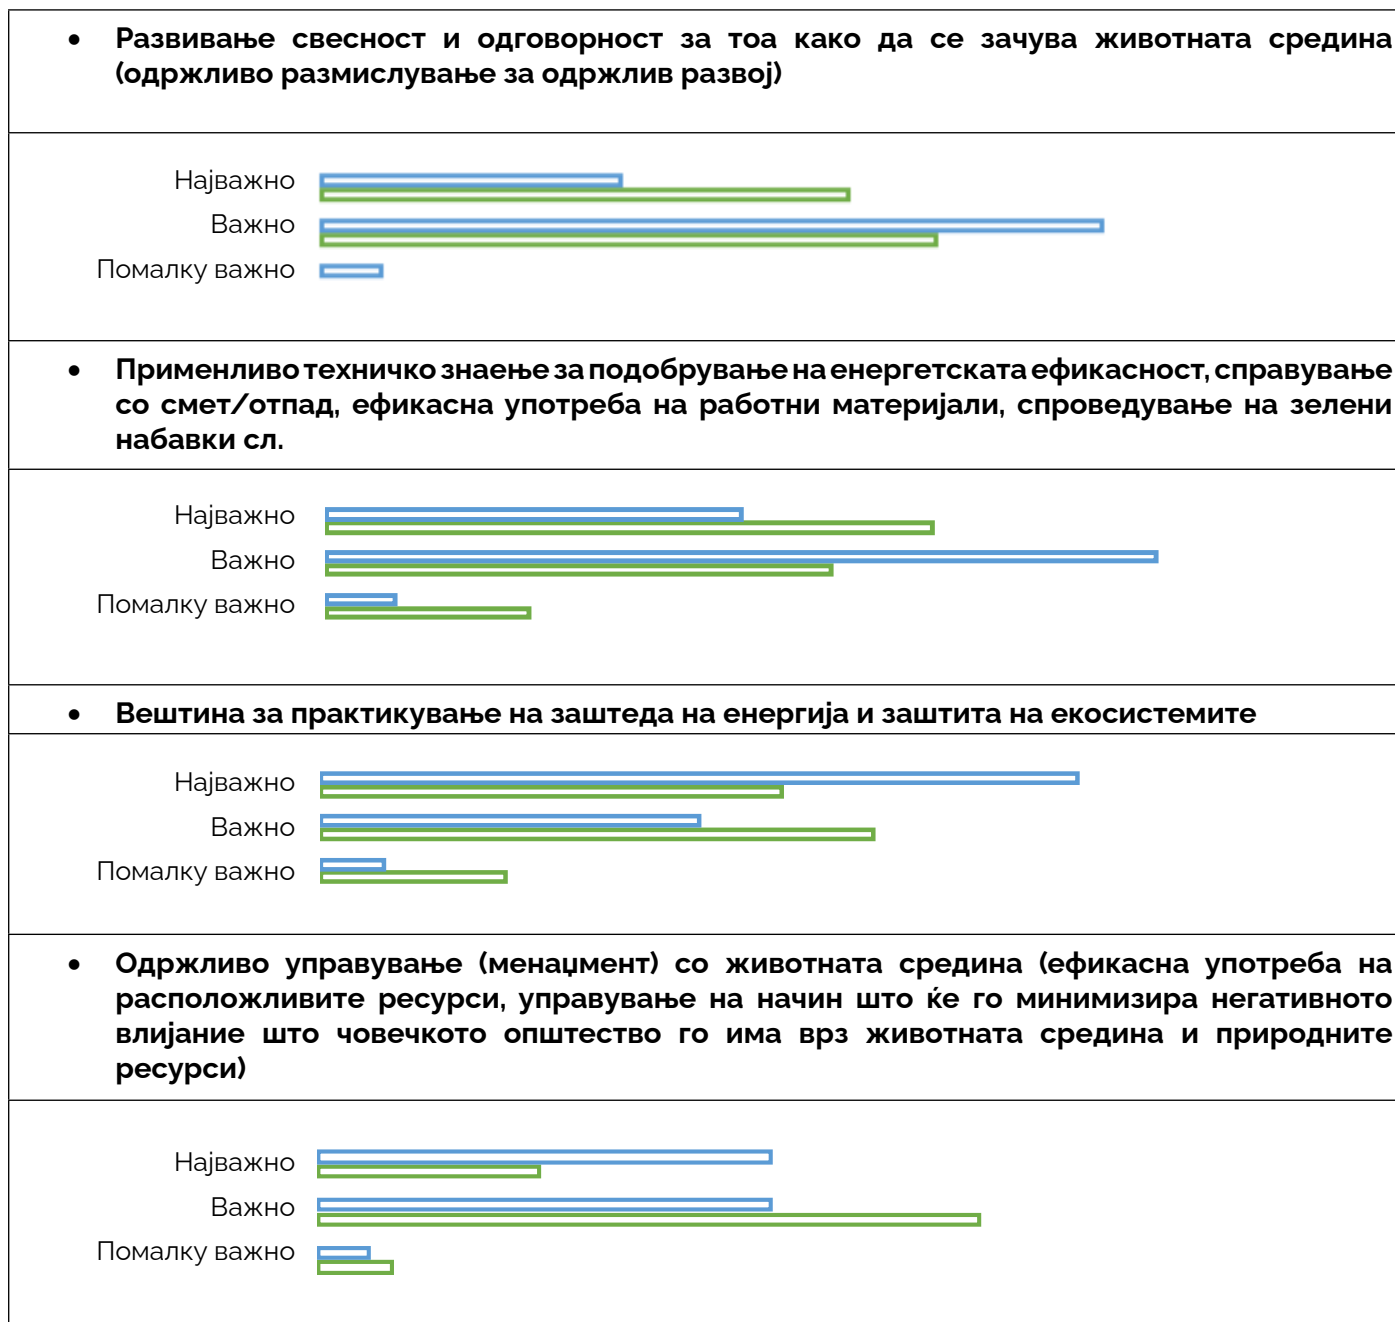 • Развивање свесност и одговорност за тоа како да се зачува животната средина
(одржливо размислување за одржлив развој)
Најважно
Важно
Помалку важно
• Применливо техничко знаење за подобрување на енергетската ефикасност, справување
со смет/отпад, ефикасна употреба на работни материјали, спроведување на зелени
набавки сл.
Најважно
Важно
Помалку важно
• Вештина за практикување на заштеда на енергија и заштита на екосистемите
Најважно
Важно
Помалку важно
• Одржливо управување (менаџмент) со животната средина (ефикасна употреба на
расположливите ресурси, управување на начин што ќе го минимизира негативното
влијание што човечкото општество го има врз животната средина и природните
ресурси)
Најважно
Важно
Помалку важно